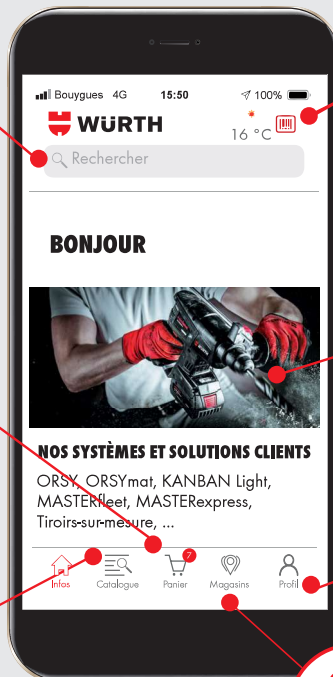 Bouygues 4G 15:50 100%
WÜRTH
16 °C
Rechercher
BONJOUR
NOS SYSTÈMES ET SOLUTIONS CLIENTS
ORSY, ORSYmat, KANBAN Light,
MASTERfleet, MASTERexpress,
Tiroirs-sur-mesure, ...
7
Infos Catalogue Panier Magasins Profil